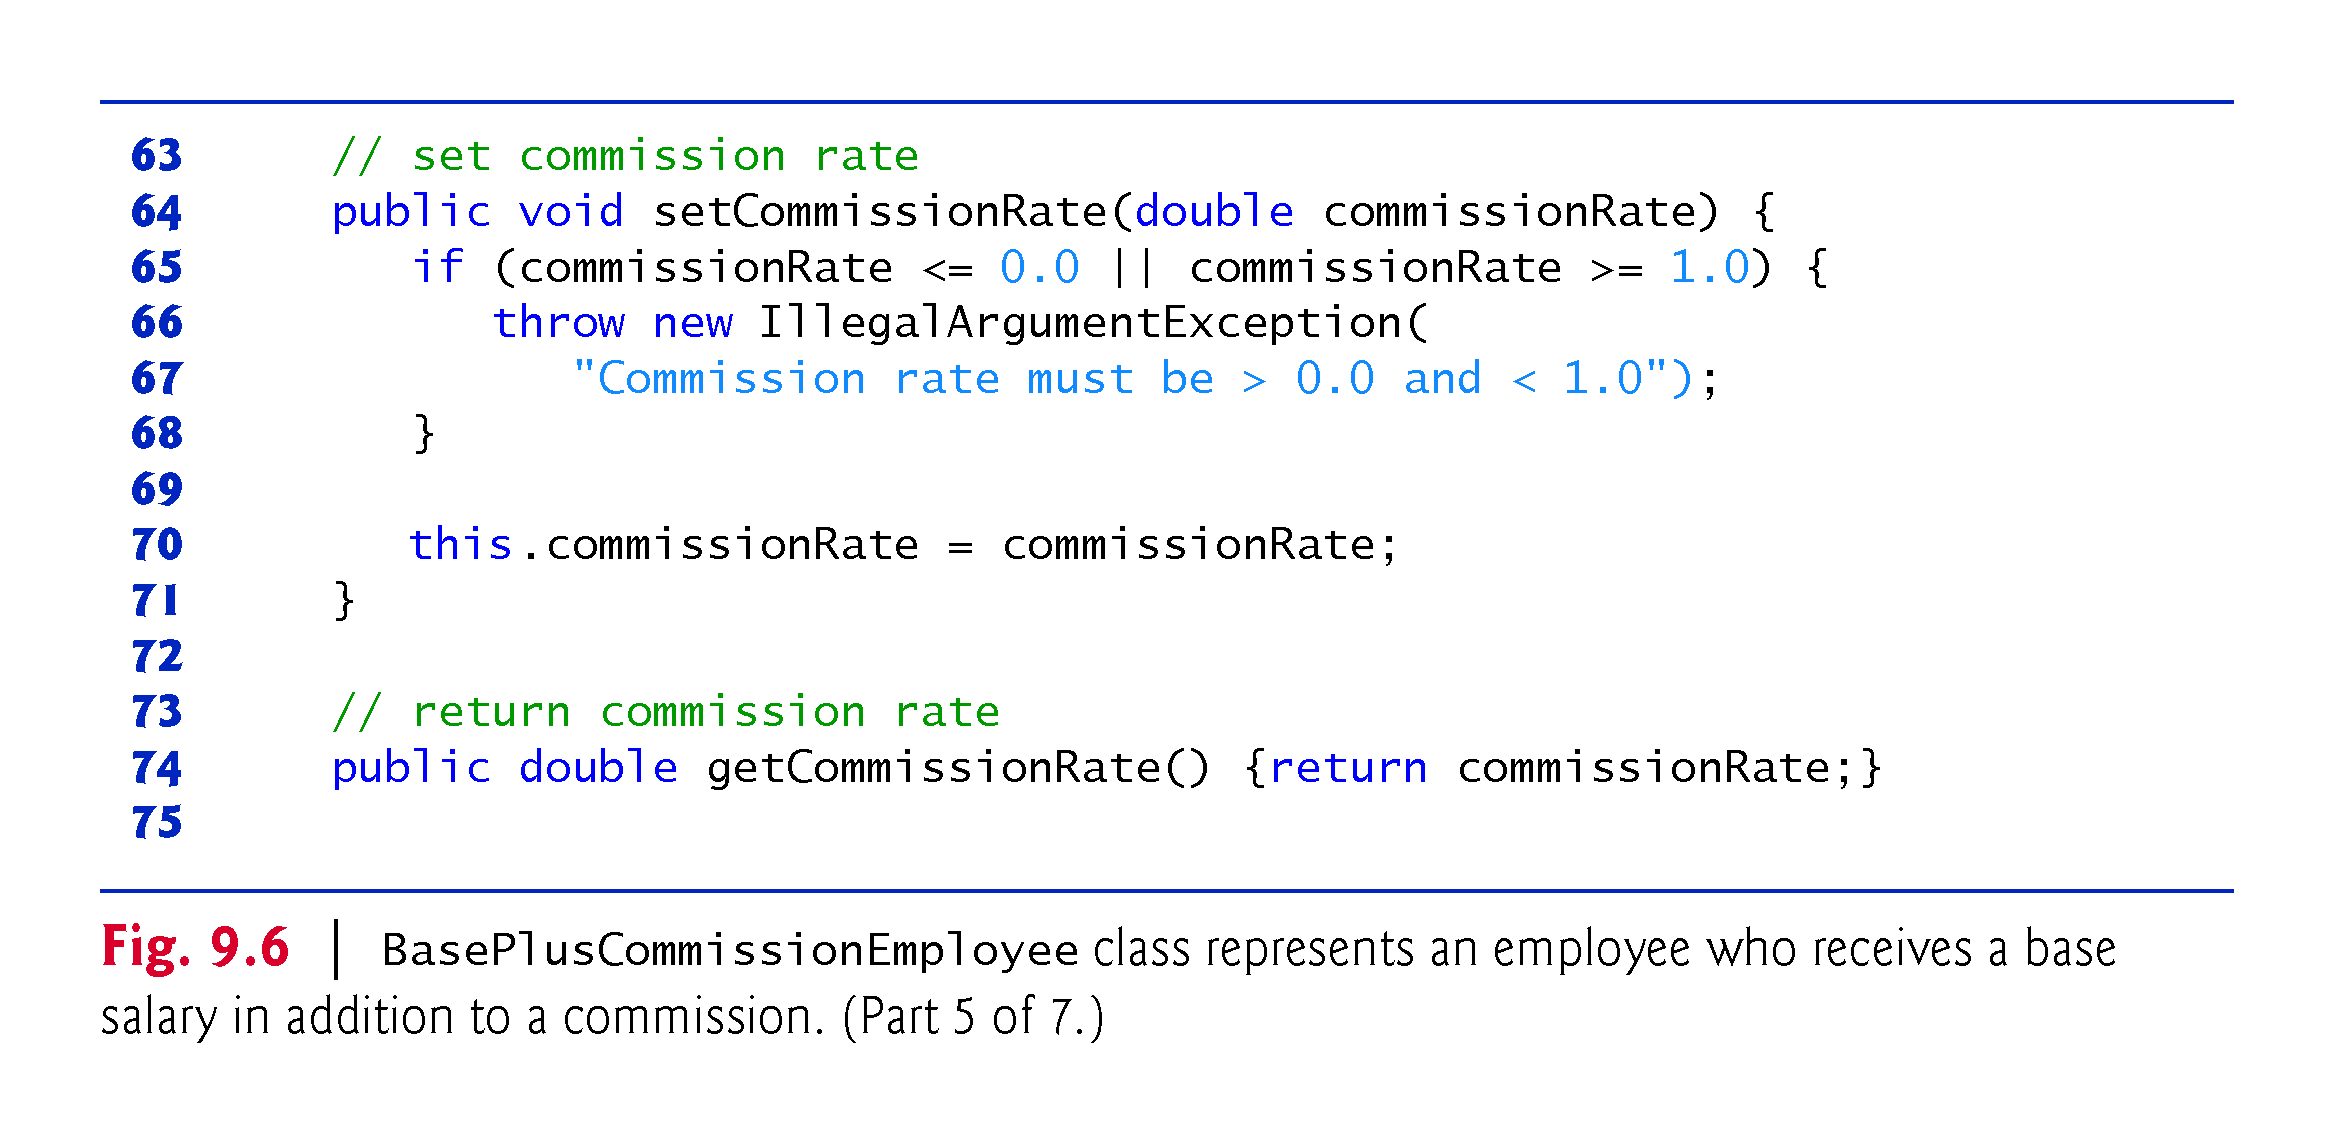 63 // set commission rate
64 public void setCommissionRate(double commissionRate) {
65 if (commissionRate <= 0.0 || commissionRate >= 1.0) {
66 throw new IllegalArgumentException(
67 "Commission rate must be > 0.0 and < 1.0");
68 }
69
70 this.commissionRate = commissionRate;
71 }
72
73 // return commission rate
74 public double getCommissionRate() {return commissionRate;}
75
Fig. 9.6 | BasePlusCommissionEmployee class represents an employee who receives a base
salary in addition to a commission. (Part 5 of 7.)